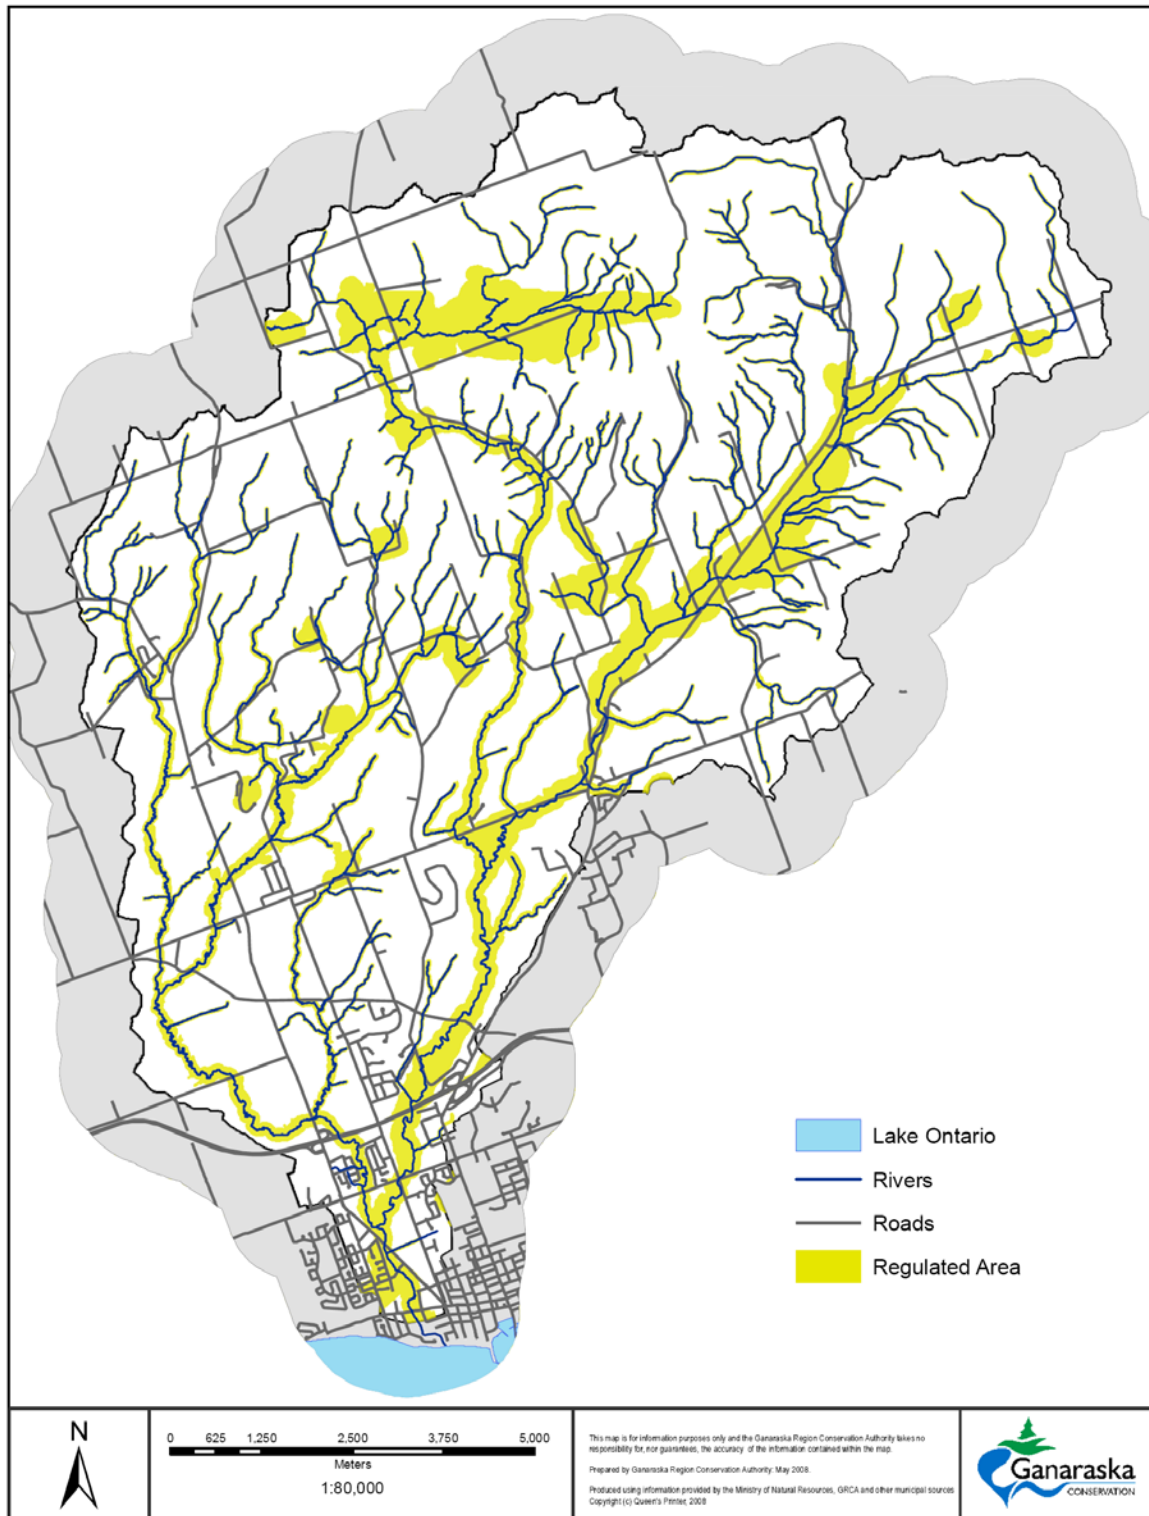 Lake Ontario
Rivers
Roads
Regulated Area
N
0 625 1,250 2,500 3,750 5,000
Meters
1:80,000
This map is for information purposes only and the Ganaraska Region Conservation Authority takes no
responsibility for, nor guarantees, the accuracy of the information contained within the map.
Prepared by Ganaraska Region Conservation Authority: May 2008.
Produced using information provided by the Ministry of Natural Resources, GRCA and other municipal sources
Copyright (c) Queen's Printer, 2008
Ganaraska
CONSERVATION